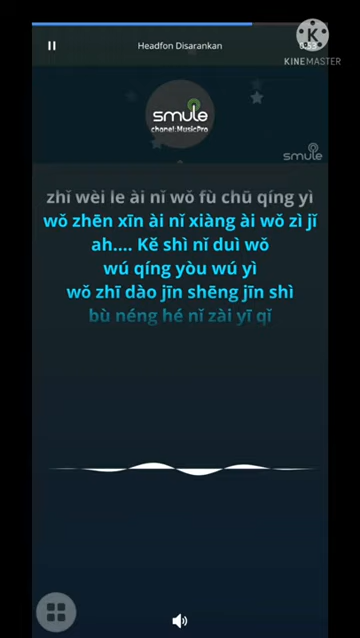 Headfon Disarankan
K
KINEMASTER
smule
chanel:MusicPro
smule
zhǐ wèi le ài nǐ wǒ fù chū qíng yì
wǒ zhēn xīn ài nǐ xiàng ài wǒ zì jǐ
ah.... Kě shì nǐ duì wǒ
wú qíng yòu wú yì
wǒ zhī dào jīn shēng jīn shì
bù néng hé nǐ zài yī qǐ